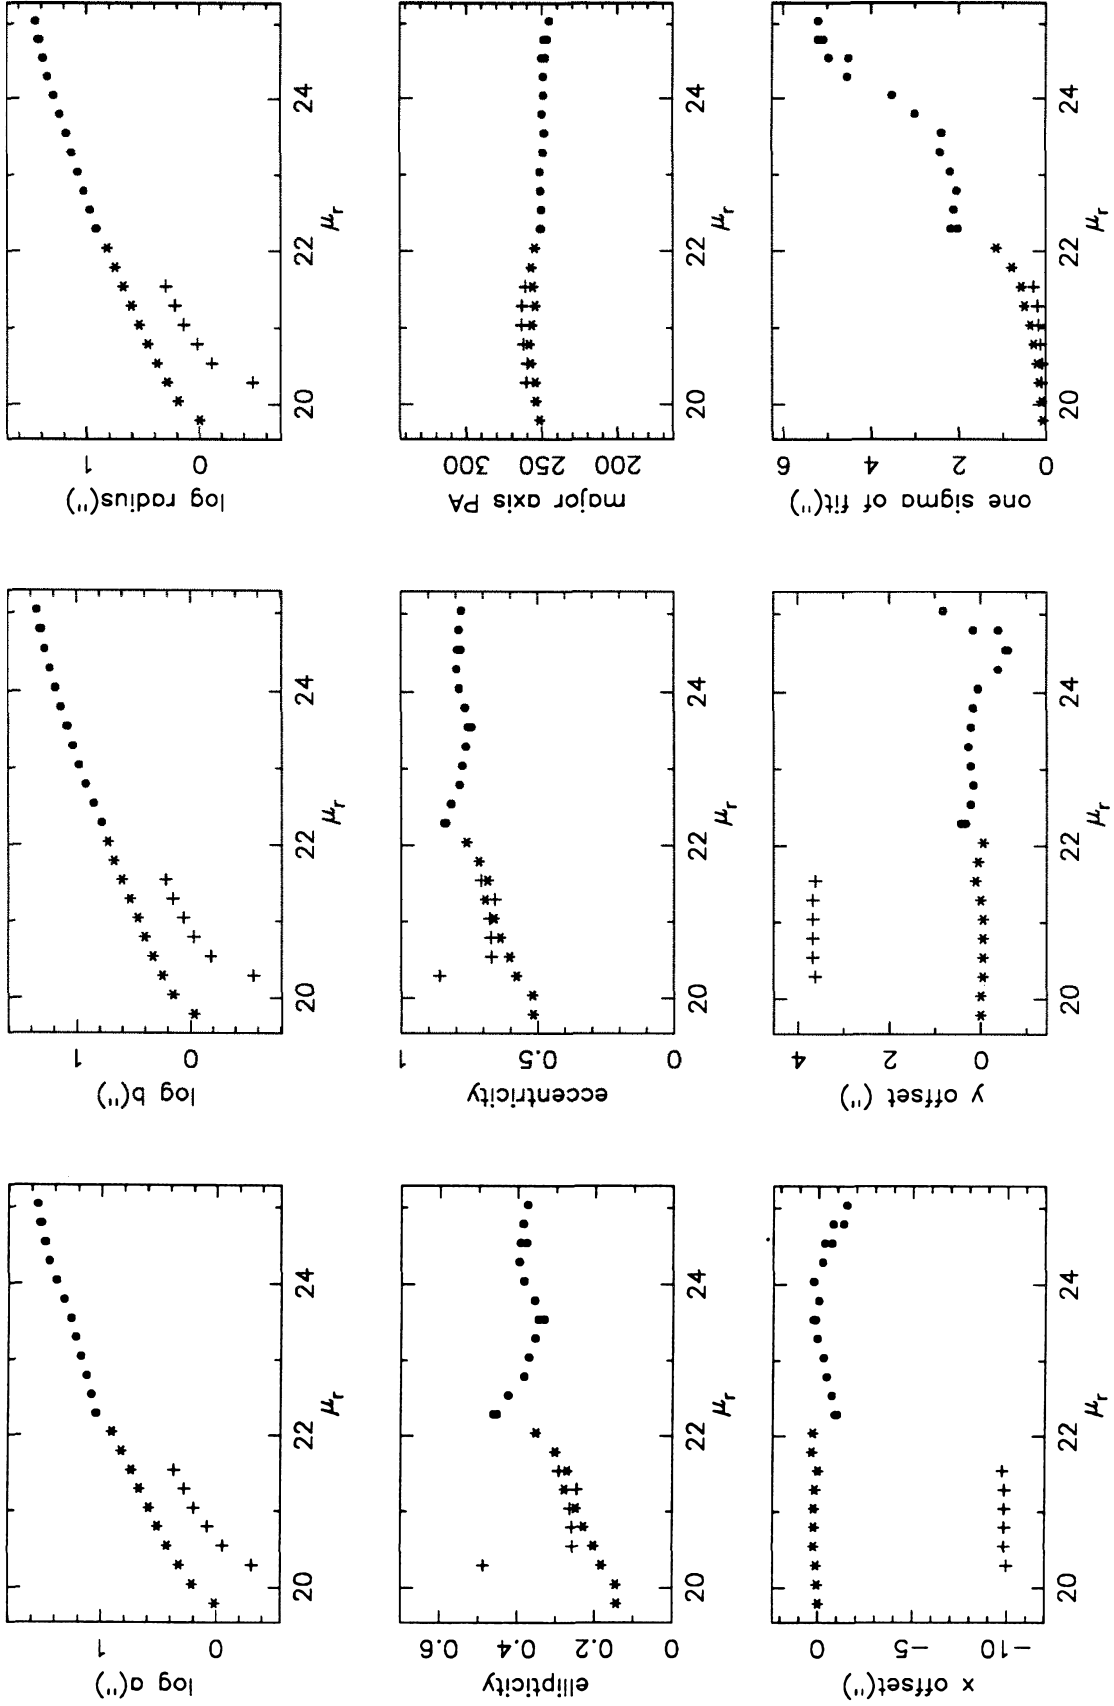 log a(")
1
0
20
22
24
μr
log b(")
1
0
20
22
24
μr
log radius(")
1
0
20
22
24
μr
ellipticity
0.6
0.4
0.2
0
20
22
24
μr
eccentricity
1
0.5
0
20
22
24
μr
major axis PA
300
250
200
20
22
24
μr
x offset(")
0
−5
−10
20
22
24
μr
y offset (")
4
2
0
20
22
24
μr
one sigma of fit(")
6
4
2
0
20
22
24
μr